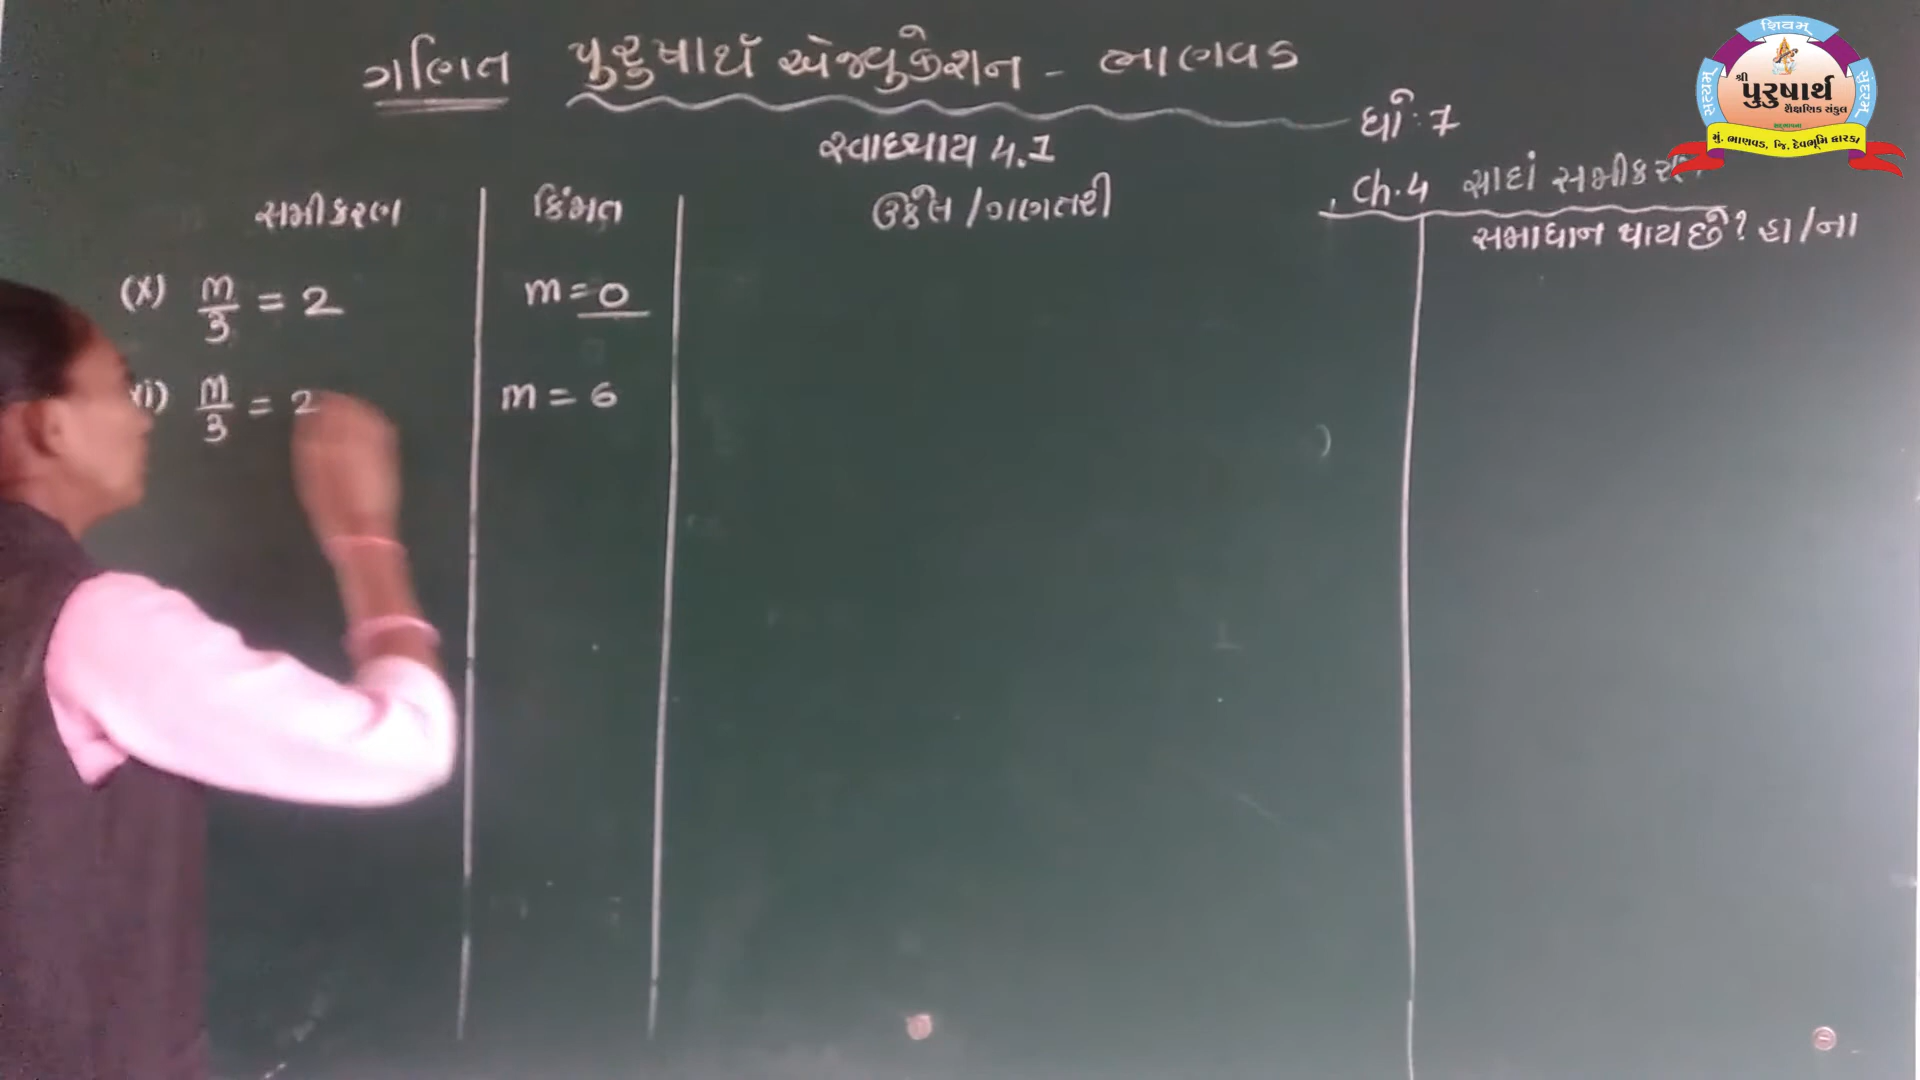 ગણિત પુરુષાર્થ એજ્યુકેશન - ભાણવડ
ધો: 7
સ્વાધ્યાય 4.1
Ch. 4 સાદાં સમીકરણ
સમીકરણ કિંમત ઉકેલ / ગણતરી સમાધાન થાય છે? હા / ના
(x) m/3 = 2 m = 0
m/3 = 2 m = 6
શિવમ્
સત્યમ્
સુંદરમ્
શ્રી
પુરુષાર્થ
શૈક્ષણિક સંકુલ
મું. ભાણવડ, જિ. દેવભૂમિ દ્વારકા